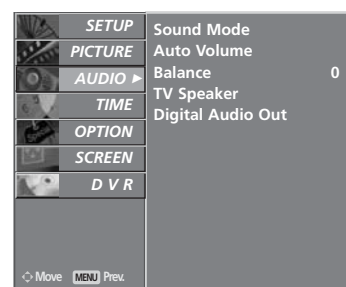 SETUP
PICTURE
AUDIO ►
TIME
OPTION
SCREEN
D V R
Move MENU Prev.
Sound Mode
Auto Volume
Balance 0
TV Speaker
Digital Audio Out